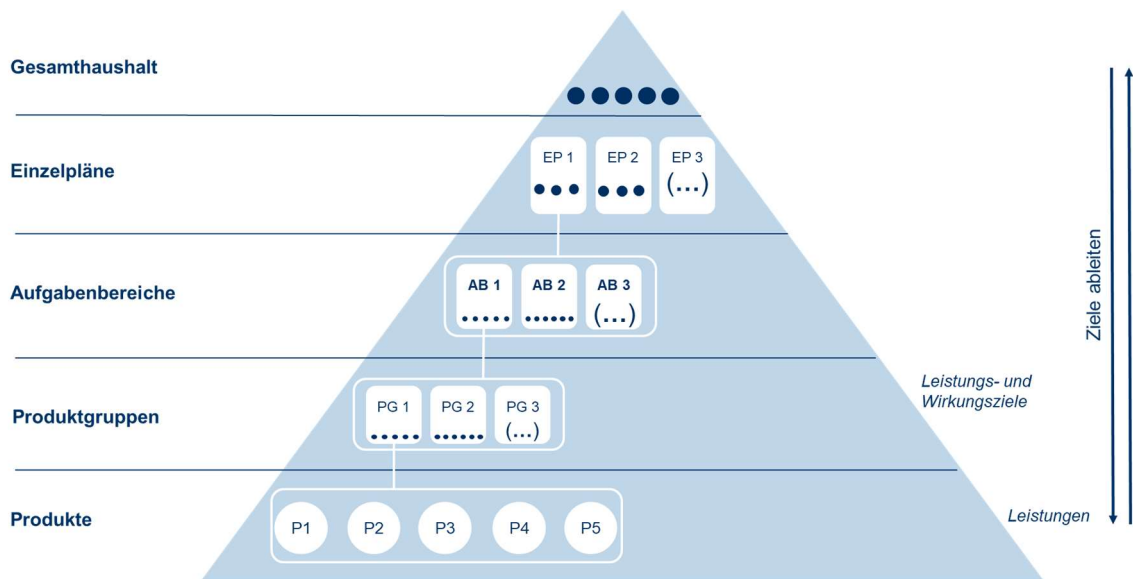 Gesamthaushalt
Einzelpläne
EP 1
EP 2
EP 3
(...)
Aufgabenbereiche
AB 1
AB 2
AB 3
(...)
Produktgruppen
PG 1
PG 2
PG 3
(...)
Leistungs- und
Wirkungsziele
Produkte
P1
P2
P3
P4
P5
Leistungen
Ziele ableiten